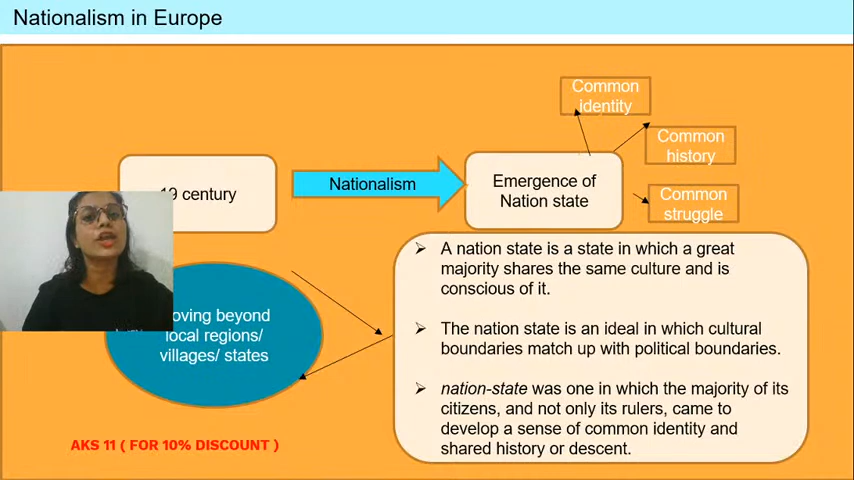 Nationalism in Europe
Common
identity
Common
history
19 century
Nationalism
Emergence of
Nation state
Common
struggle
A nation state is a state in which a great
majority shares the same culture and is
conscious of it.
The nation state is an ideal in which cultural
boundaries match up with political boundaries.
nation-state was one in which the majority of its
citizens, and not only its rulers, came to
develop a sense of common identity and
shared history or descent.
oving beyond
local regions/
villages/ states
AKS 11 ( FOR 10% DISCOUNT )